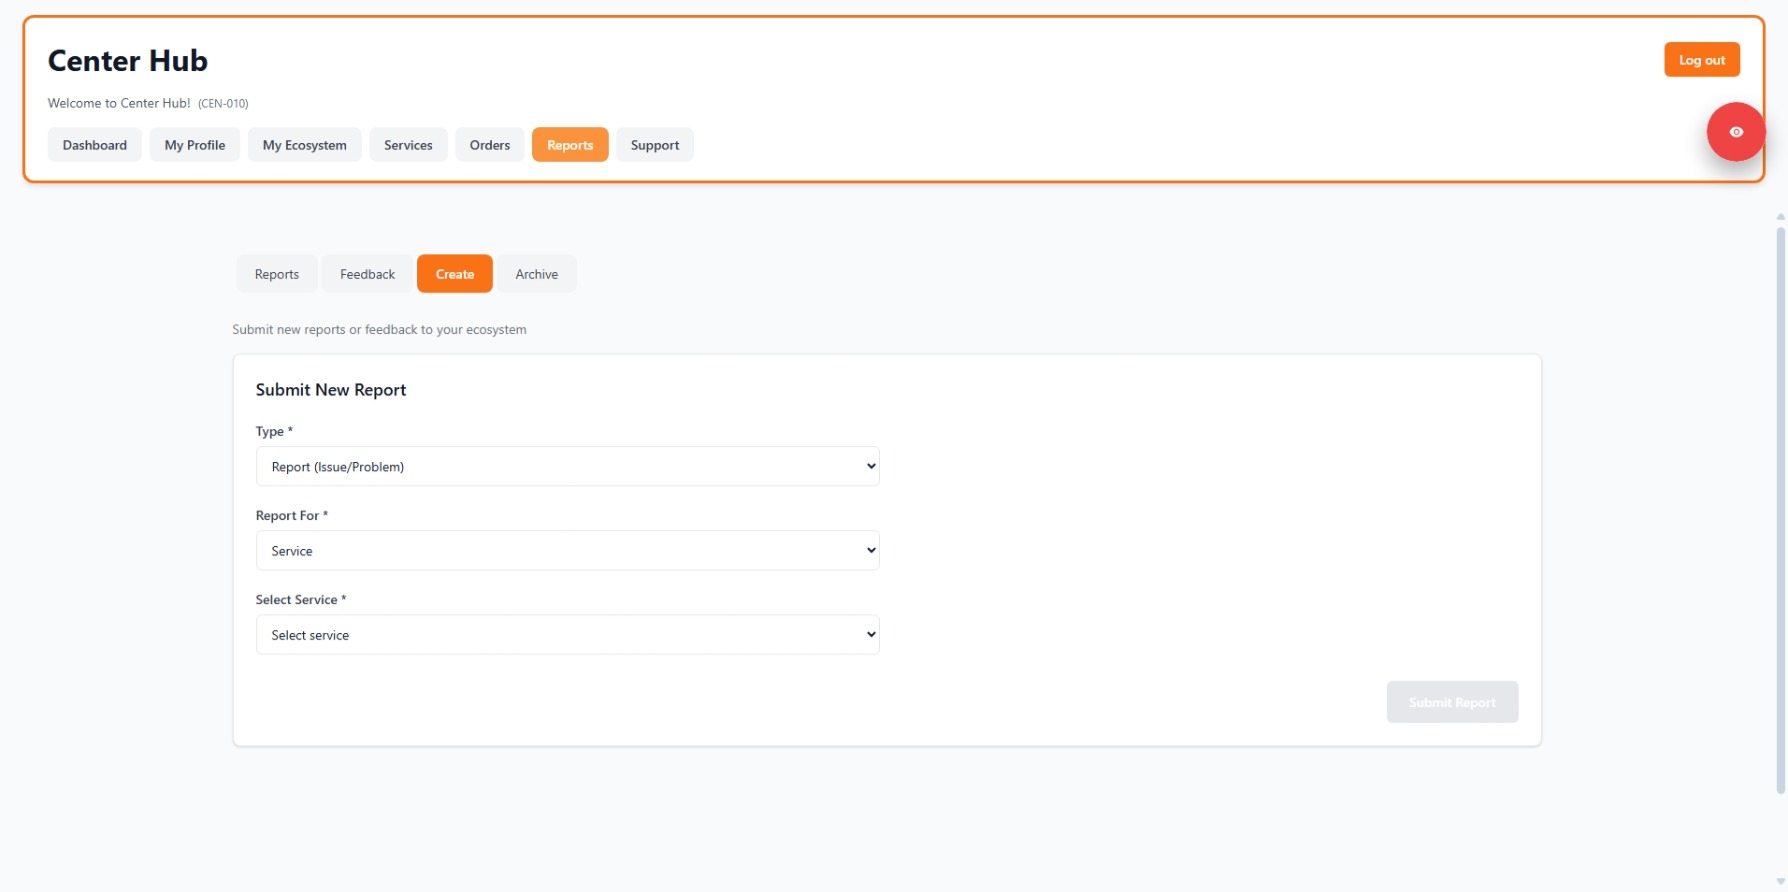 Center Hub
Log out
Welcome to Center Hub! (CEN-010)
Dashboard My Profile My Ecosystem Services Orders Reports Support
Reports Feedback Create Archive
Submit new reports or feedback to your ecosystem
Submit New Report
Type *
Report (Issue/Problem)
Report For *
Service
Select Service *
Select service
Submit Report